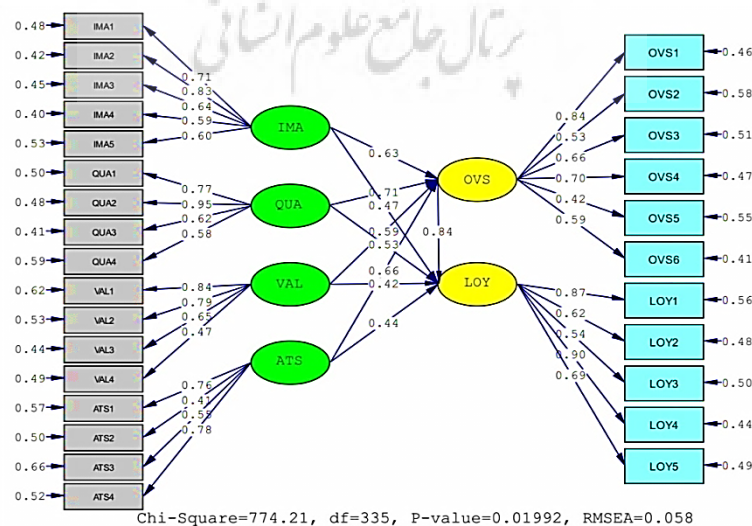 پرتال جامع علوم انسانی
0.48 IMA1
0.42 IMA2
0.45 IMA3
0.40 IMA4
0.53 IMA5
0.50 QUA1
0.48 QUA2
0.41 QUA3
0.59 QUA4
0.62 VAL1
0.53 VAL2
0.44 VAL3
0.49 VAL4
0.57 ATS1
0.50 ATS2
0.66 ATS3
0.52 ATS4
0.71
0.83
0.64
0.59
0.60
0.77
0.95
0.62
0.58
0.84
0.79
0.65
0.47
0.76
0.41
0.55
0.78
IMA
QUA
VAL
ATS
0.63
0.71
0.47
0.59
0.53
0.66
0.42
0.44
0.84
OVS
LOY
0.84
0.53
0.66
0.70
0.42
0.59
0.87
0.62
0.54
0.90
0.69
OVS1 0.46
OVS2 0.58
OVS3 0.51
OVS4 0.47
OVS5 0.55
OVS6 0.41
LOY1 0.56
LOY2 0.48
LOY3 0.50
LOY4 0.44
LOY5 0.49
Chi-Square=774.21, df=335, P-value=0.01992, RMSEA=0.058